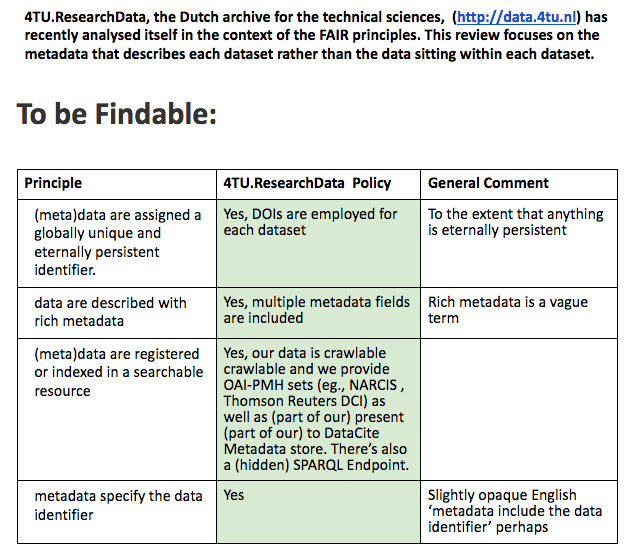 4TU.ResearchData, the Dutch archive for the technical sciences, (http://data.4tu.nl) has
recently analysed itself in the context of the FAIR principles. This review focuses on the
metadata that describes each dataset rather than the data sitting within each dataset.
To be Findable:
Principle
4TU.ResearchData Policy
General Comment
(meta)data are assigned a
globally unique and
eternally persistent
identifier.
Yes, DOIs are employed for
each dataset
To the extent that anything
is eternally persistent
data are described with
rich metadata
Yes, multiple metadata fields
are included
Rich metadata is a vague
term
(meta)data are registered
or indexed in a searchable
resource
Yes, our data is crawlable
crawlable and we provide
OAI-PMH sets (eg., NARCIS ,
Thomson Reuters DCI) as
well as (part of our) present
(part of our) to DataCite
Metadata store. There's also
a (hidden) SPARQL Endpoint.
metadata specify the data
identifier
Yes
Slightly opaque English
‘metadata include the data
identifier’ perhaps